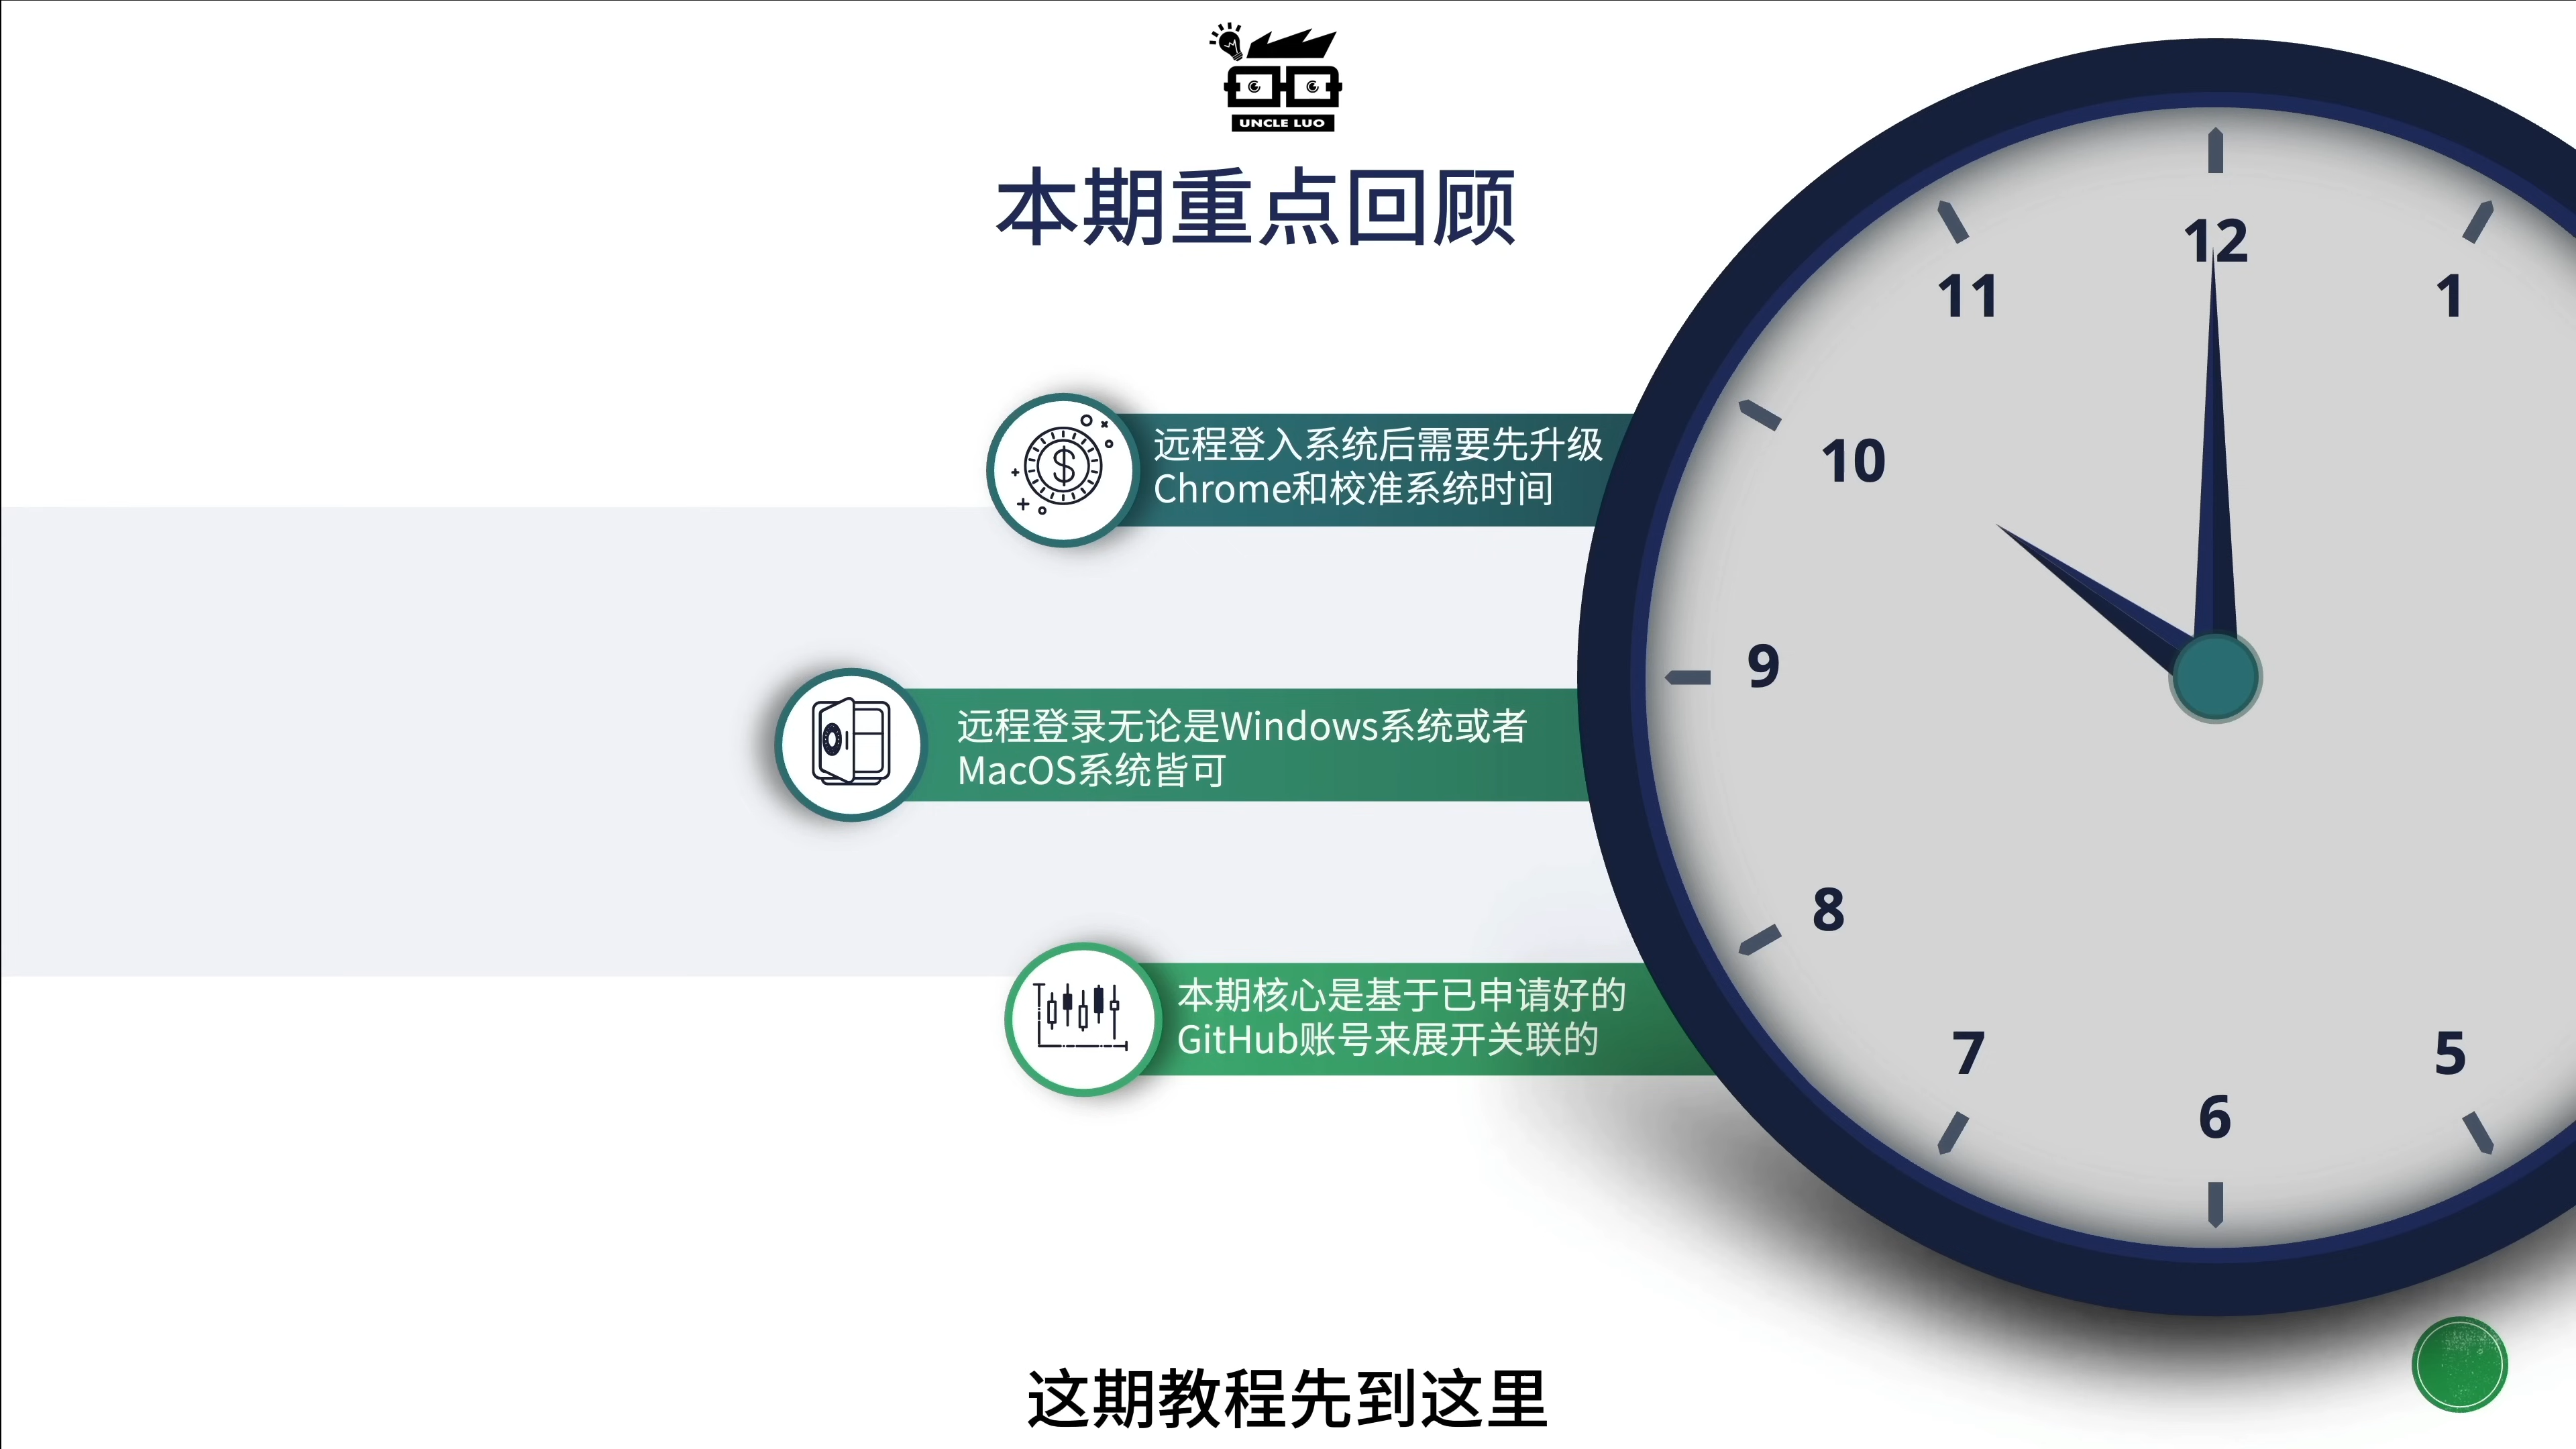 UNCLE LUO
本期重点回顾
远程登入系统后需要先升级
Chrome和校准系统时间
远程登录无论是Windows系统或者
MacOS系统皆可
本期核心是基于已申请好的
GitHub账号来展开关联的
12
11
1
10
9
8
7
5
6
这期教程先到这里